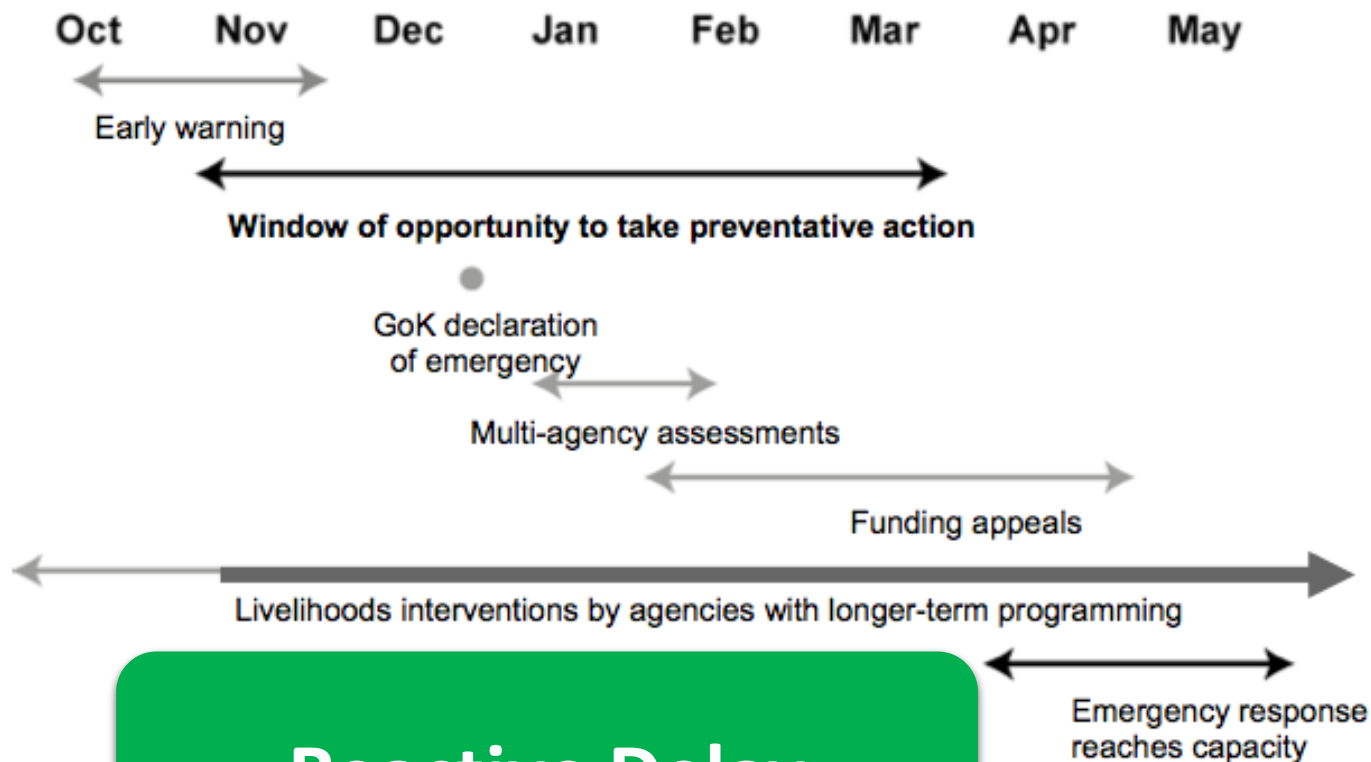 Oct Nov Dec Jan Feb Mar Apr May
Early warning
Window of opportunity to take preventative action
GoK declaration
of emergency
Multi-agency assessments
Funding appeals
Livelihoods interventions by agencies with longer-term programming
Emergency response
reaches capacity
Reactive Delay